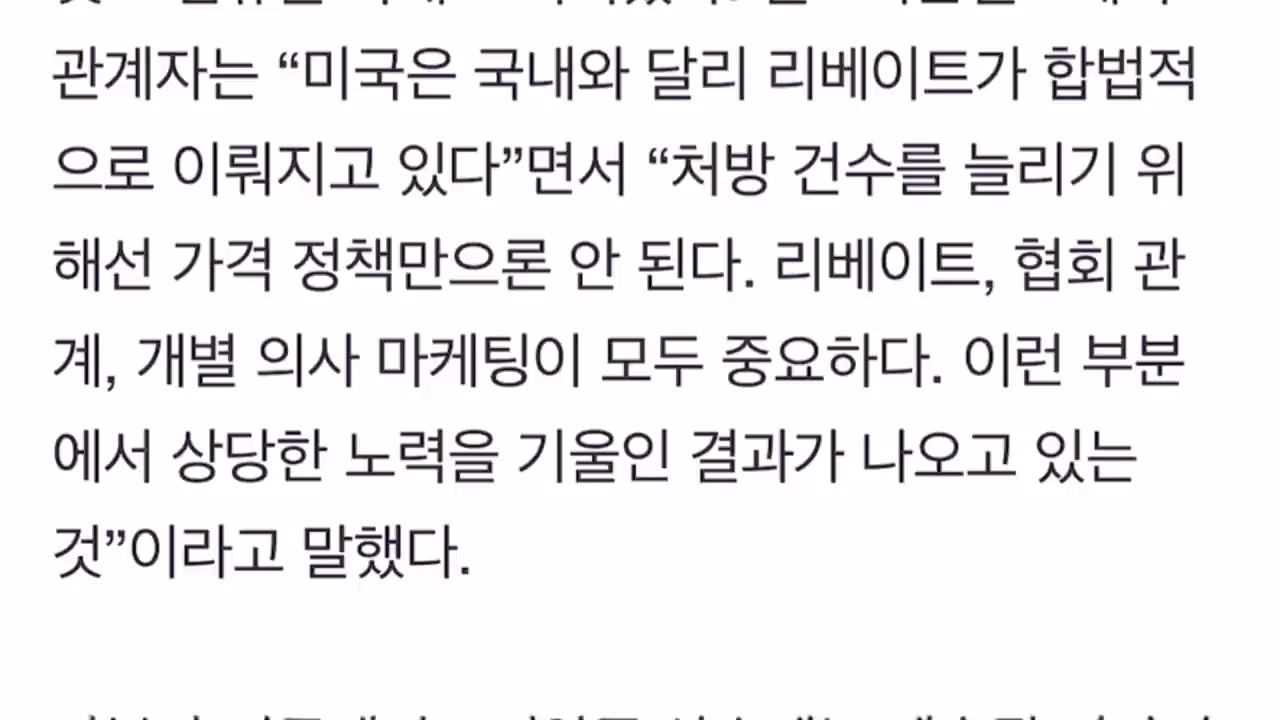 관계자는 “미국은 국내와 달리 리베이트가 합법적
으로 이뤄지고 있다”면서 “처방 건수를 늘리기 위
해선 가격 정책만으론 안 된다. 리베이트, 협회 관
계, 개별 의사 마케팅이 모두 중요하다. 이런 부분
에서 상당한 노력을 기울인 결과가 나오고 있는
것”이라고 말했다.